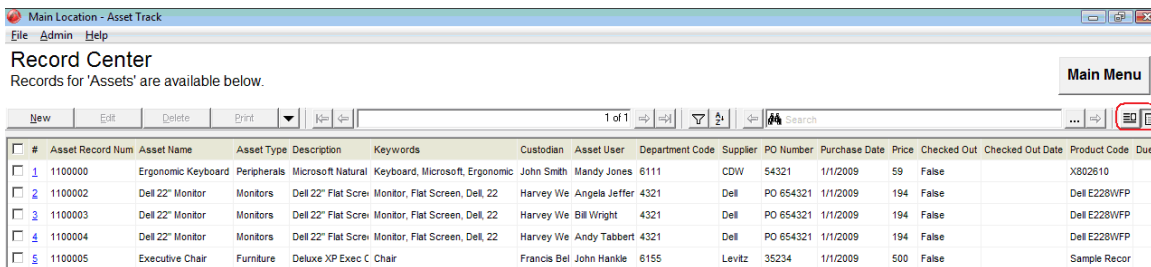 Main Location - Asset Track
File Admin Help
Record Center
Records for 'Assets' are available below.
Main Menu
New Edit Delete Print 1 of 1 Search ...
# Asset Record Num Asset Name Asset Type Description Keywords Custodian Asset User Department Code Supplier PO Number Purchase Date Price Checked Out Checked Out Date Product Code Due
1 1100000 Ergonomic Keyboard Peripherals Microsoft Natural Keyboard, Microsoft, Ergonomic John Smith Mandy Jones 6111 CDW 54321 1/1/2009 59 False X802610
2 1100002 Dell 22" Monitor Monitors Dell 22" Flat Scre Monitor, Flat Screen, Dell, 22 Harvey We Angela Jeffer 4321 Dell PO 654321 1/1/2009 194 False Dell E228WFP
3 1100003 Dell 22" Monitor Monitors Dell 22" Flat Scre Monitor, Flat Screen, Dell, 22 Harvey We Bill Wright 4321 Dell PO 654321 1/1/2009 194 False Dell E228WFP
4 1100004 Dell 22" Monitor Monitors Dell 22" Flat Scre Monitor, Flat Screen, Dell, 22 Harvey We Andy Tabbert 4321 Dell PO 654321 1/1/2009 194 False Dell E228WFP
5 1100005 Executive Chair Furniture Deluxe XP Exec C Chair Francis Bel John Hankle 6155 Levitz 35234 1/1/2009 500 False Sample Recor